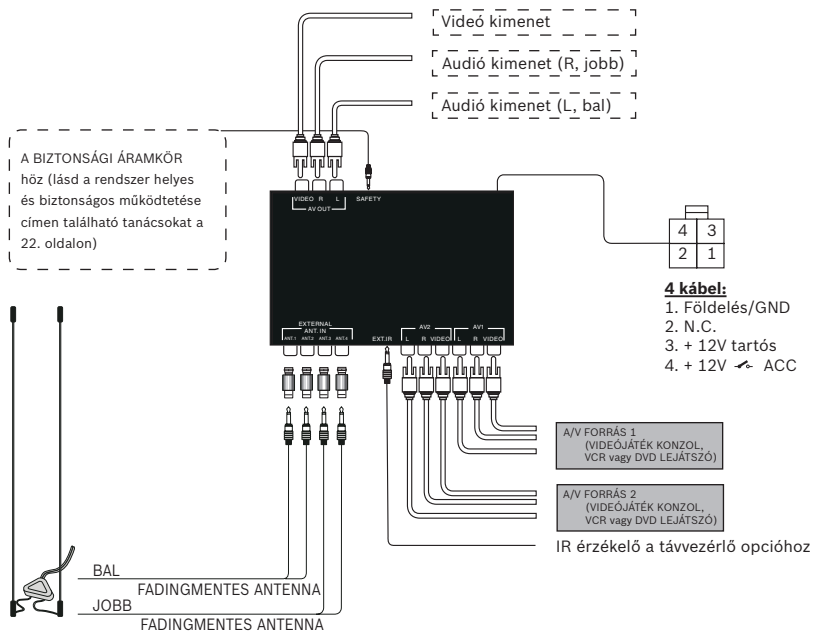 Videó kimenet
Audió kimenet (R, jobb)
Audió kimenet (L, bal)
A BIZTONSÁGI ÁRAMKÖR
höz (lásd a rendszer helyes
és biztonságos működtetése
címen található tanácsokat a
22. oldalon)
VIDEO R L SAFETY
AV OUT
4 3
2 1
4 kábel:
1. Földelés/GND
2. N.C.
3. + 12V tartós
4. + 12V ACC
EXTERNAL
ANT. IN
ANT.1 ANT.2 ANT.3 ANT.4
EXT.IR
AV2 AV1
L R VIDEO L R VIDEO
A/V FORRÁS 1
(VIDEÓJÁTÉK KONZOL,
VCR vagy DVD LEJÁTSZÓ)
A/V FORRÁS 2
(VIDEÓJÁTÉK KONZOL,
VCR vagy DVD LEJÁTSZÓ)
IR érzékelő a távvezérlő opcióhoz
BAL
FADINGMENTES ANTENNA
JOBB
FADINGMENTES ANTENNA